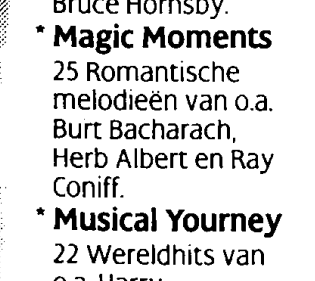 Bruce Hornsby.
* Magic Moments
25 Romantische
melodieën van o.a.
Burt Bacharach,
Herb Albert en Ray
Coniff.
* Musical Yourney
22 Wereldhits van
o.a. Harry